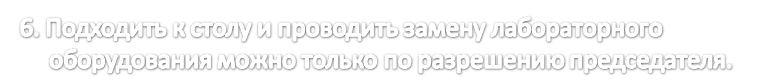 6. Подходить к столу и проводить замену лабораторного
оборудования можно только по разрешению председателя.